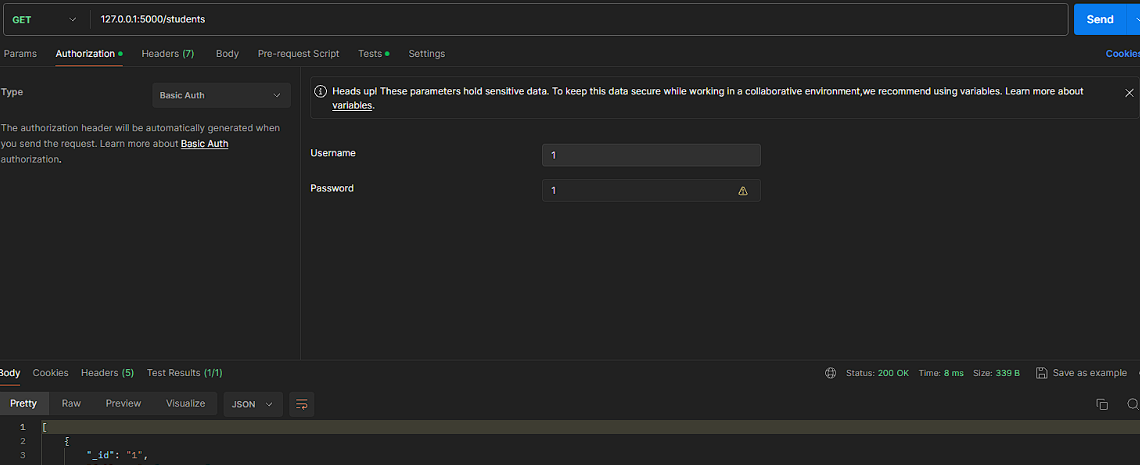 GET 127.0.0.1:5000/students Send
Params Authorization Headers (7) Body Pre-request Script Tests Settings Cookies
Type Basic Auth
Heads up! These parameters hold sensitive data. To keep this data secure while working in a collaborative environment,we recommend using variables. Learn more about
variables.
The authorization header will be automatically generated when
you send the request. Learn more about Basic Auth
authorization.
Username 1
Password 1
Body Cookies Headers (5) Test Results (1/1) Status: 200 OK Time: 8 ms Size: 339 B Save as example
Pretty Raw Preview Visualize JSON
1 [
2 {
3 "_id": "1",